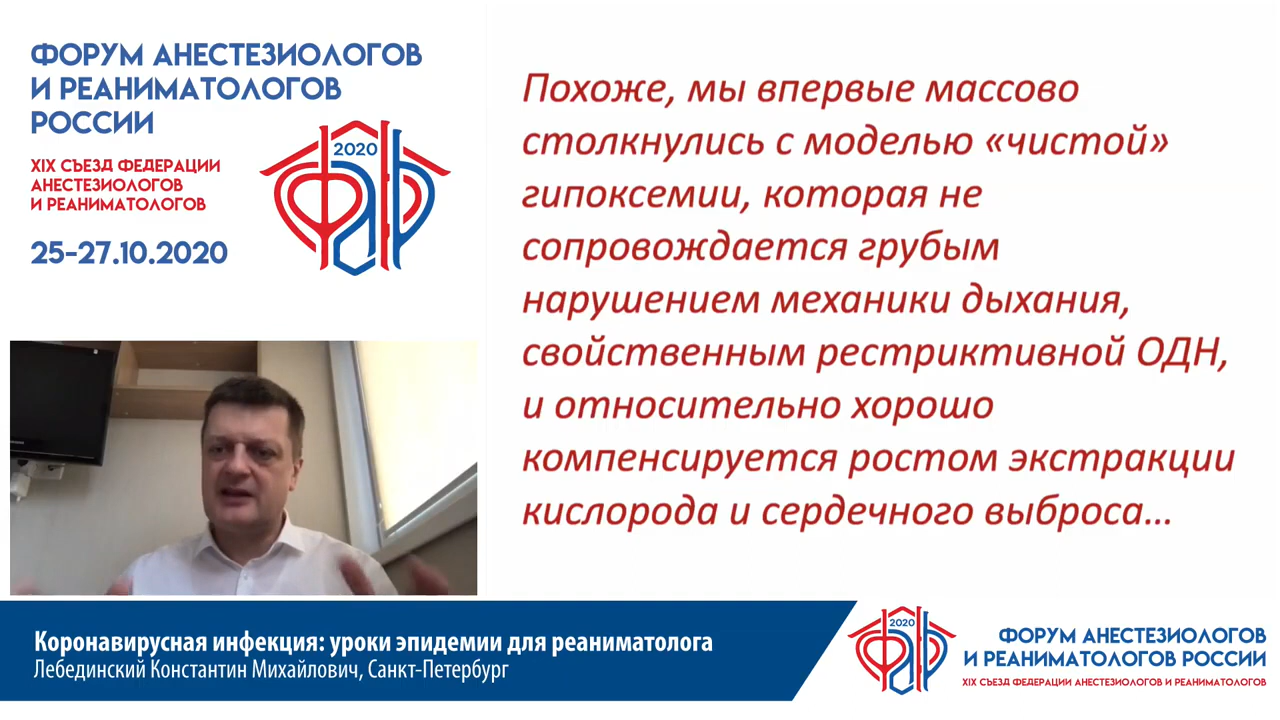 ФОРУМ АНЕСТЕЗИОЛОГОВ
И РЕАНИМАТОЛОГОВ
РОССИИ
XIX СЪЕЗД ФЕДЕРАЦИИ
АНЕСТЕЗИОЛОГОВ
И РЕАНИМАТОЛОГОВ
25-27.10.2020
2020
ФАР
Похоже, мы впервые массово
столкнулись с моделью «чистой»
гипоксемии, которая не
сопровождается грубым
нарушением механики дыхания,
свойственным рестриктивной ОДН,
и относительно хорошо
компенсируется ростом экстракции
кислорода и сердечного выброса...
Коронавирусная инфекция: уроки эпидемии для реаниматолога
Лебединский Константин Михайлович, Санкт-Петербург
2020
ФАР
ФОРУМ АНЕСТЕЗИОЛОГОВ
И РЕАНИМАТОЛОГОВ РОССИИ
XIX СЪЕЗД ФЕДЕРАЦИИ АНЕСТЕЗИОЛОГОВ И РЕАНИМАТОЛОГОВ